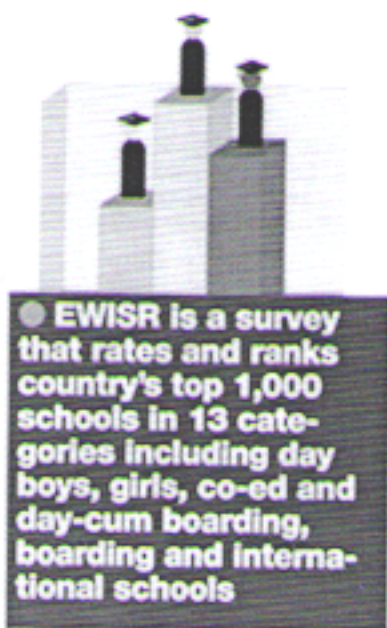 EWISR is a survey
that rates and ranks
country's top 1,000
schools in 13 cate-
gories including day
boys, girls, co-ed and
day-cum boarding,
boarding and interna-
tional schools